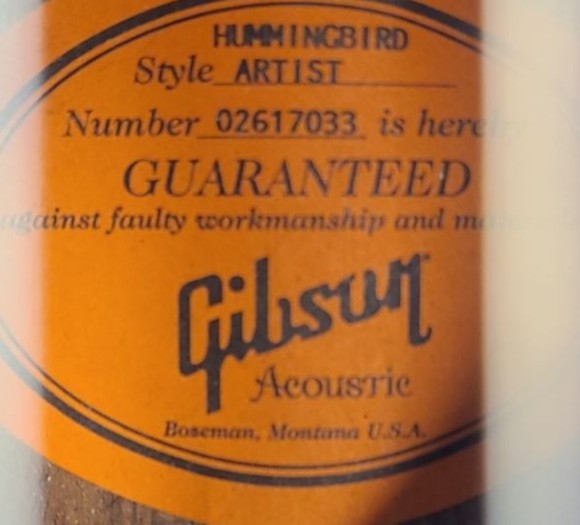 HUMMINGBIRD
Style ARTIST
Number 02617033 is here
GUARANTEED
against faulty workmanship and
Gibson
Acoustic
Bozeman, Montana U.S.A.